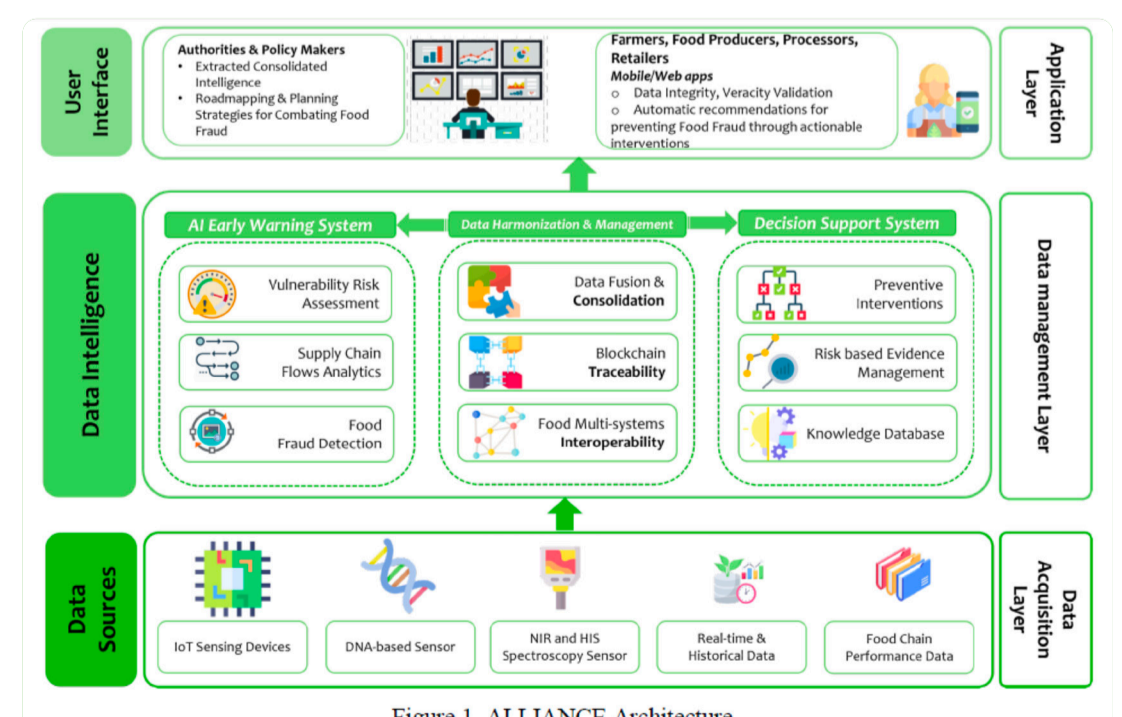 User
Interface
Authorities & Policy Makers
• Extracted Consolidated
Intelligence
• Roadmapping & Planning
Strategies for Combating Food
Fraud
Farmers, Food Producers, Processors,
Retailers
Mobile/Web apps
o Data Integrity, Veracity Validation
o Automatic recommendations for
preventing Food Fraud through actionable
interventions
Application
Layer
Data Intelligence
AI Early Warning System
Vulnerability Risk
Assessment
Supply Chain
Flows Analytics
Food
Fraud Detection
Data Harmonization & Management
Data Fusion &
Consolidation
Blockchain
Traceability
Food Multi-systems
Interoperability
Decision Support System
Preventive
Interventions
Risk based Evidence
Management
Knowledge Database
Data management Layer
Data
Sources
IoT Sensing Devices
DNA-based Sensor
NIR and HIS
Spectroscopy Sensor
Real-time &
Historical Data
Food Chain
Performance Data
Data
Acquisition
Layer
Figure 1. ALLIANCE Architecture